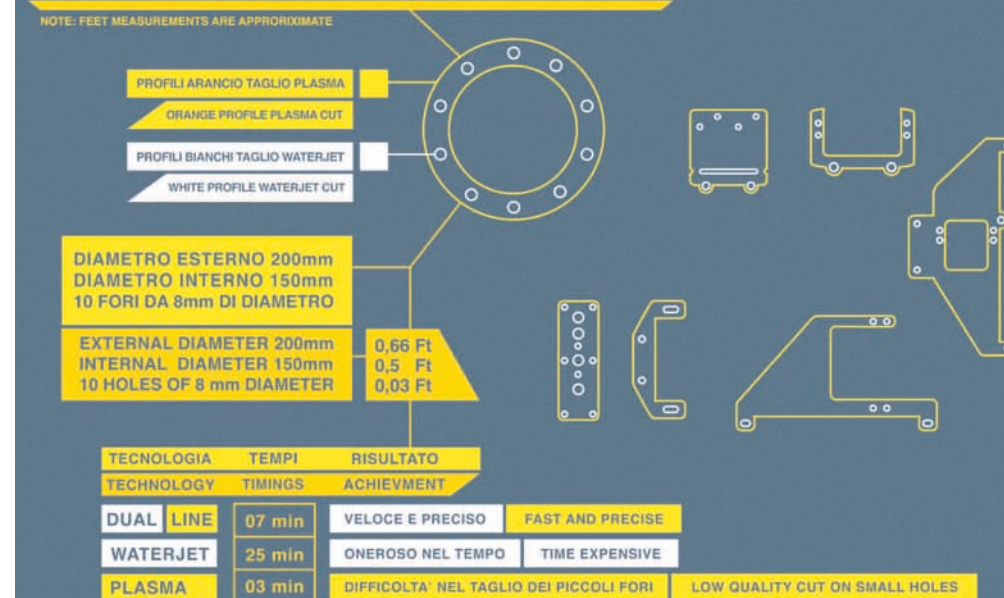 NOTE: FEET MEASUREMENTS ARE APPRORIXIMATE
PROFILI ARANCIO TAGLIO PLASMA
ORANGE PROFILE PLASMA CUT
PROFILI BIANCHI TAGLIO WATERJET
WHITE PROFILE WATERJET CUT
DIAMETRO ESTERNO 200mm
DIAMETRO INTERNO 150mm
10 FORI DA 8mm DI DIAMETRO
EXTERNAL DIAMETER 200mm 0,66 Ft
INTERNAL DIAMETER 150mm 0,5 Ft
10 HOLES OF 8 mm DIAMETER 0,03 Ft
TECNOLOGIA TEMPI RISULTATO
TECHNOLOGY TIMINGS ACHIEVMENT
DUAL LINE 07 min VELOCE E PRECISO FAST AND PRECISE
WATERJET 25 min ONEROSO NEL TEMPO TIME EXPENSIVE
PLASMA 03 min DIFFICOLTA' NEL TAGLIO DEI PICCOLI FORI LOW QUALITY CUT ON SMALL HOLES